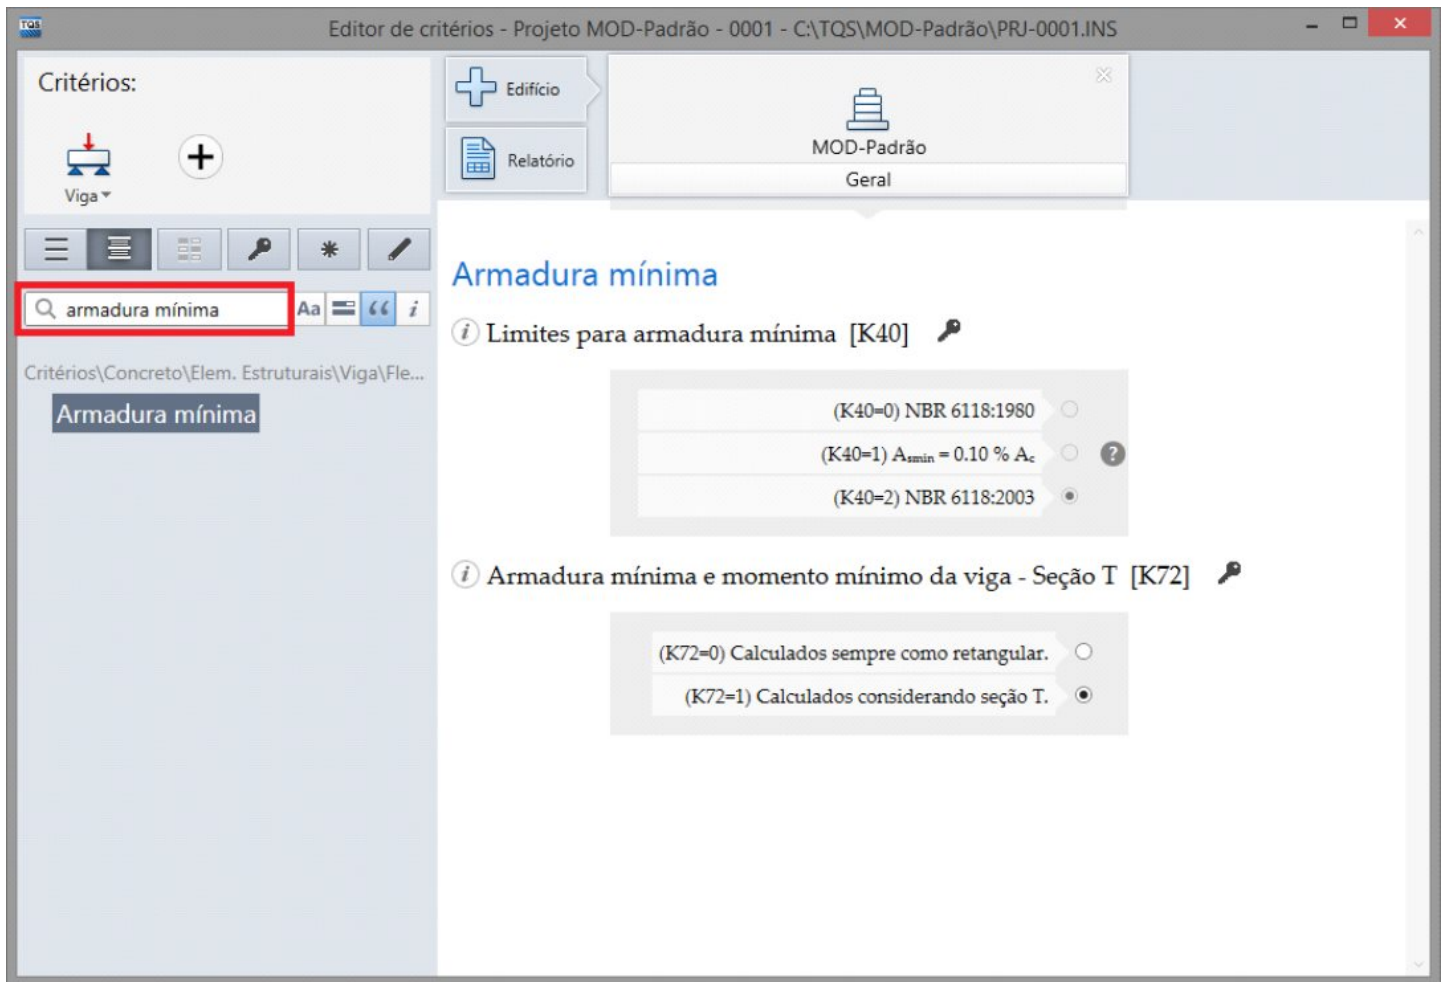 TQS
Editor de critérios - Projeto MOD-Padrão - 0001 - C:\TQS\MOD-Padrão\PRJ-0001.INS
Critérios:
Viga
Edifício
Relatório
MOD-Padrão
Geral
armadura mínima
Aa
“
i
Critérios\Concreto\Elem. Estruturais\Viga\Fle...
Armadura mínima
Armadura mínima
i Limites para armadura mínima [K40]
(K40=0) NBR 6118:1980
(K40=1) Asmin = 0.10 % Ac
?
(K40=2) NBR 6118:2003
i Armadura mínima e momento mínimo da viga - Seção T [K72]
(K72=0) Calculados sempre como retangular.
(K72=1) Calculados considerando seção T.